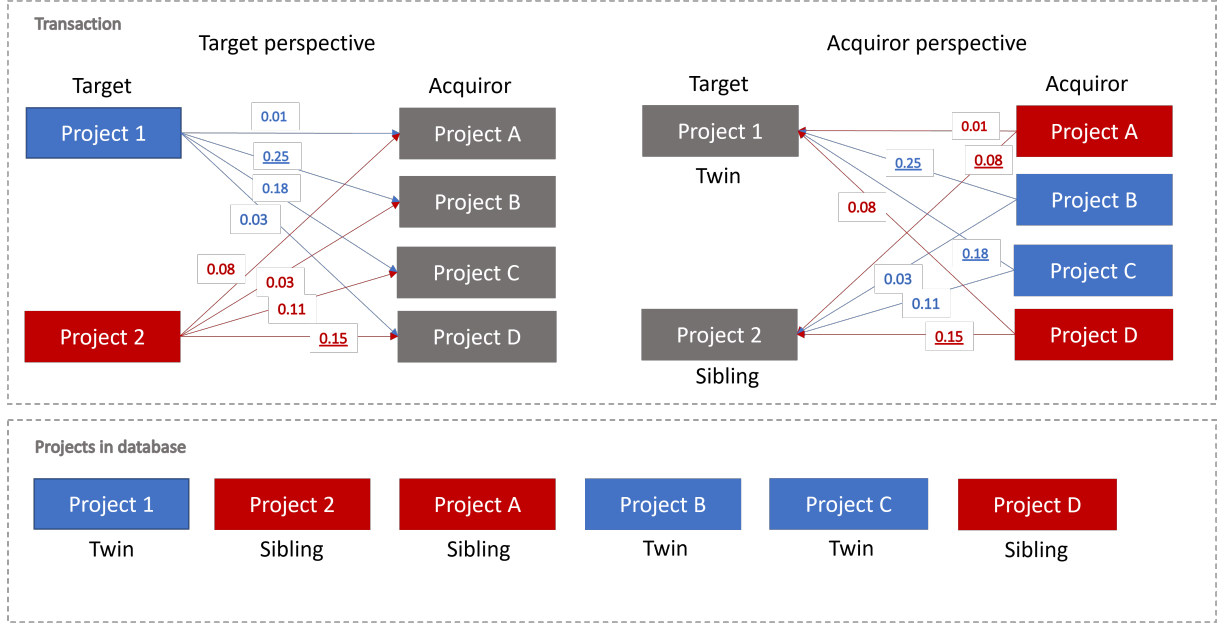 Transaction
Target perspective
Acquiror perspective
Target
Acquiror
Target
Acquiror
Project 1
0.01
Project A
0.25
0.18
Project B
0.03
0.08
0.03
Project C
0.11
Project 2
0.15
Project D
Project 1
Twin
0.01
Project A
0.08
0.25
Project B
0.08
0.18
Project C
0.03
0.11
Project 2
Sibling
0.15
Project D
Projects in database
Project 1
Project 2
Project A
Project B
Project C
Project D
Twin
Sibling
Sibling
Twin
Twin
Sibling